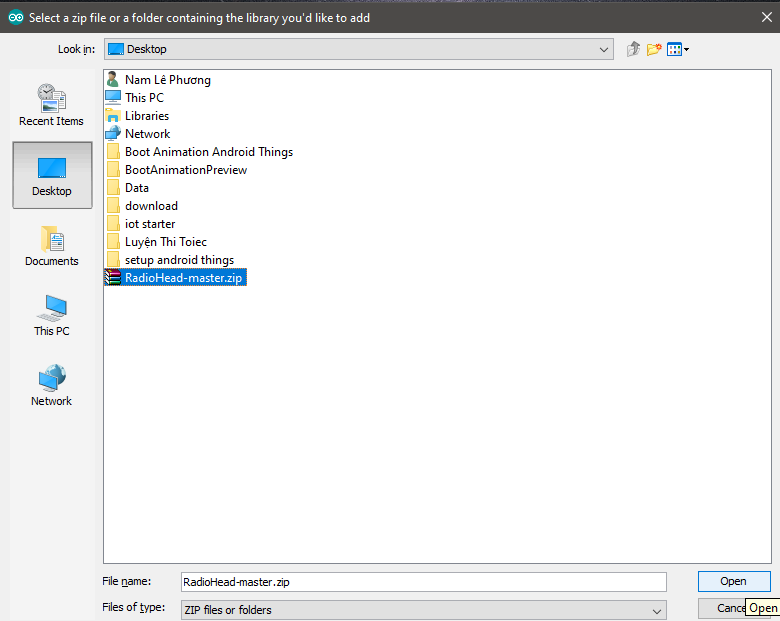 Select a zip file or a folder containing the library you'd like to add
Look in:
Desktop
Recent Items
Desktop
Documents
This PC
Network
Nam Lê Phương
This PC
Libraries
Network
Boot Animation Android Things
BootAnimationPreview
Data
download
iot starter
Luyện Thi Toiec
setup android things
RadioHead-master.zip
File name:
RadioHead-master.zip
Open
Files of type:
ZIP files or folders
Cance
Open